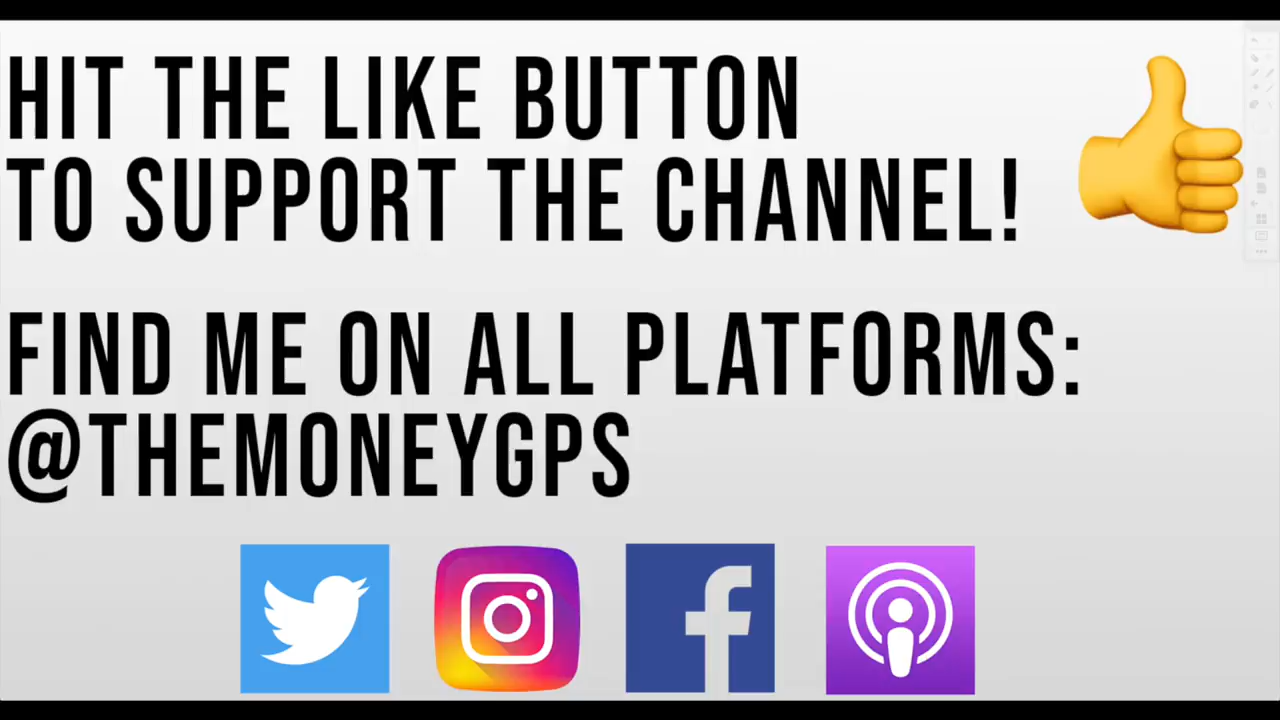 HIT THE LIKE BUTTON
TO SUPPORT THE CHANNEL!
FIND ME ON ALL PLATFORMS:
@THEMONEYGPS